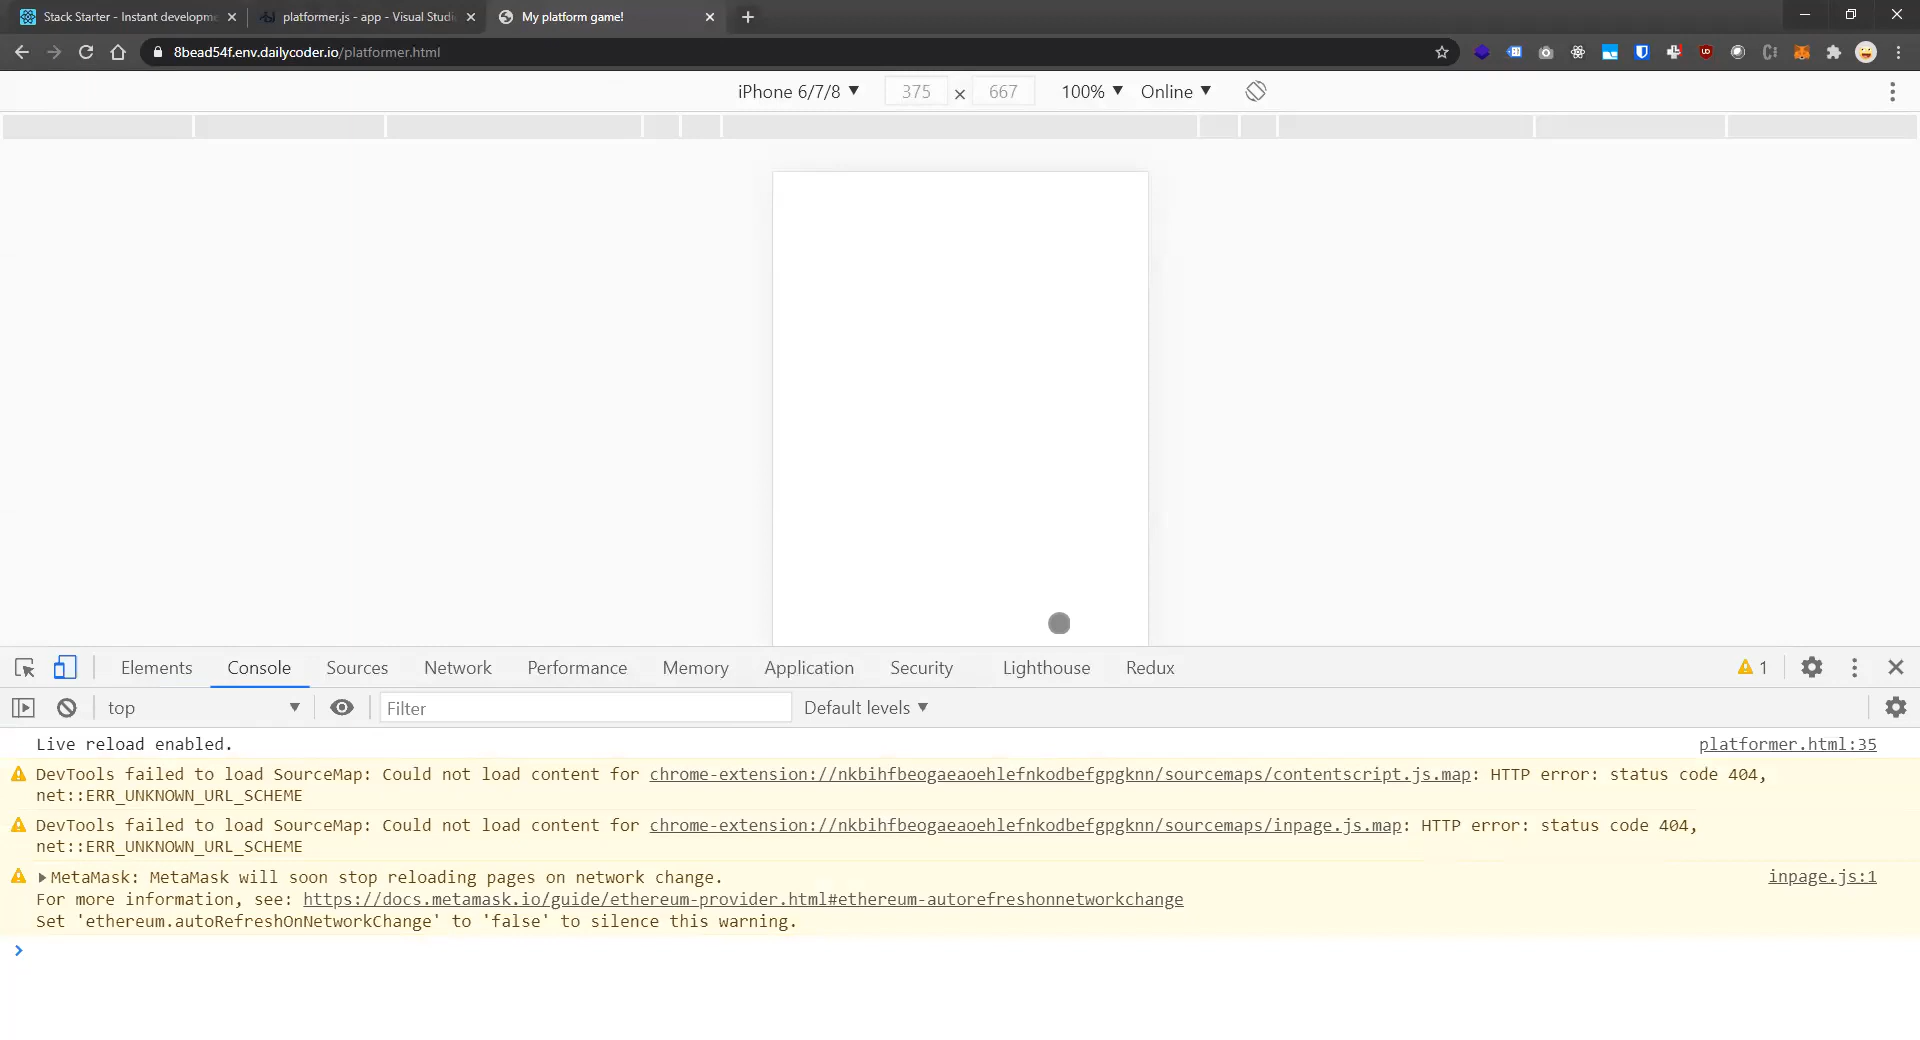 Stack Starter - Instant developme
platformer.js - app - Visual Studi
My platform game!
8bead54f.env.dailycoder.io/platformer.html
iPhone 6/7/8 375 × 667 100% Online
Elements Console Sources Network Performance Memory Application Security Lighthouse Redux 1
top Filter Default levels
Live reload enabled. platformer.html:35
DevTools failed to load SourceMap: Could not load content for chrome-extension://nkbihfbeogaeaoehlefnkodbefgpgknn/sourcemaps/contentscript.js.map: HTTP error: status code 404,
net::ERR_UNKNOWN_URL_SCHEME
DevTools failed to load SourceMap: Could not load content for chrome-extension://nkbihfbeogaeaoehlefnkodbefgpgknn/sourcemaps/inpage.js.map: HTTP error: status code 404,
net::ERR_UNKNOWN_URL_SCHEME
MetaMask: MetaMask will soon stop reloading pages on network change. inpage.js:1
For more information, see: https://docs.metamask.io/guide/ethereum-provider.html#ethereum-autorefreshonnetworkchange
Set 'ethereum.autoRefreshOnNetworkChange' to 'false' to silence this warning.